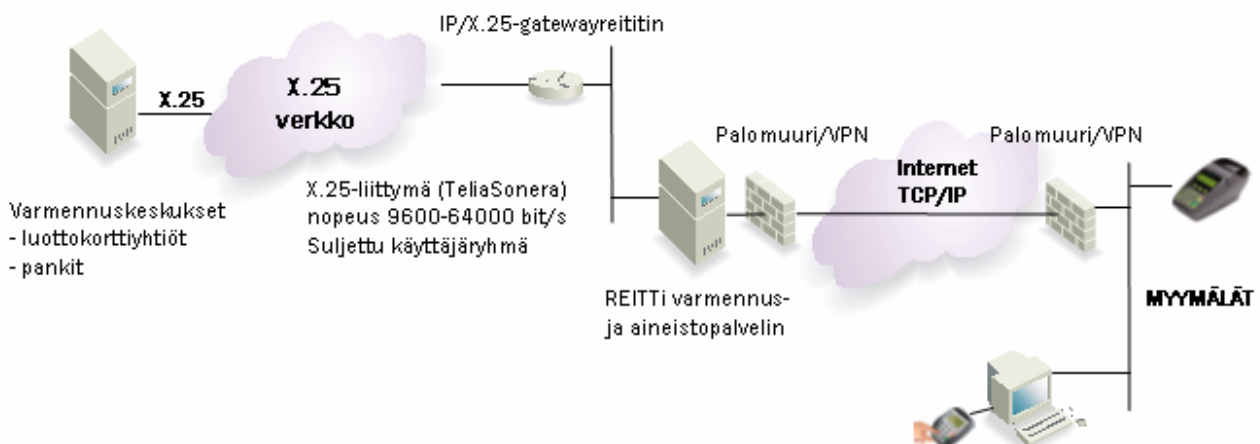 IP/X.25-gatewayreititin
X.25
X.25
verkko
Palomuuri/VPN
Palomuuri/VPN
Internet
TCP/IP
X.25-liittymä (TeliaSonera)
nopeus 9600-64000 bit/s
Suljettu käyttäjäryhmä
Varmennuskeskukset
- luottokorttiyhtiöt
- pankit
REITTi varmennus-
ja aineistopalvelin
MYYMÄLÄT